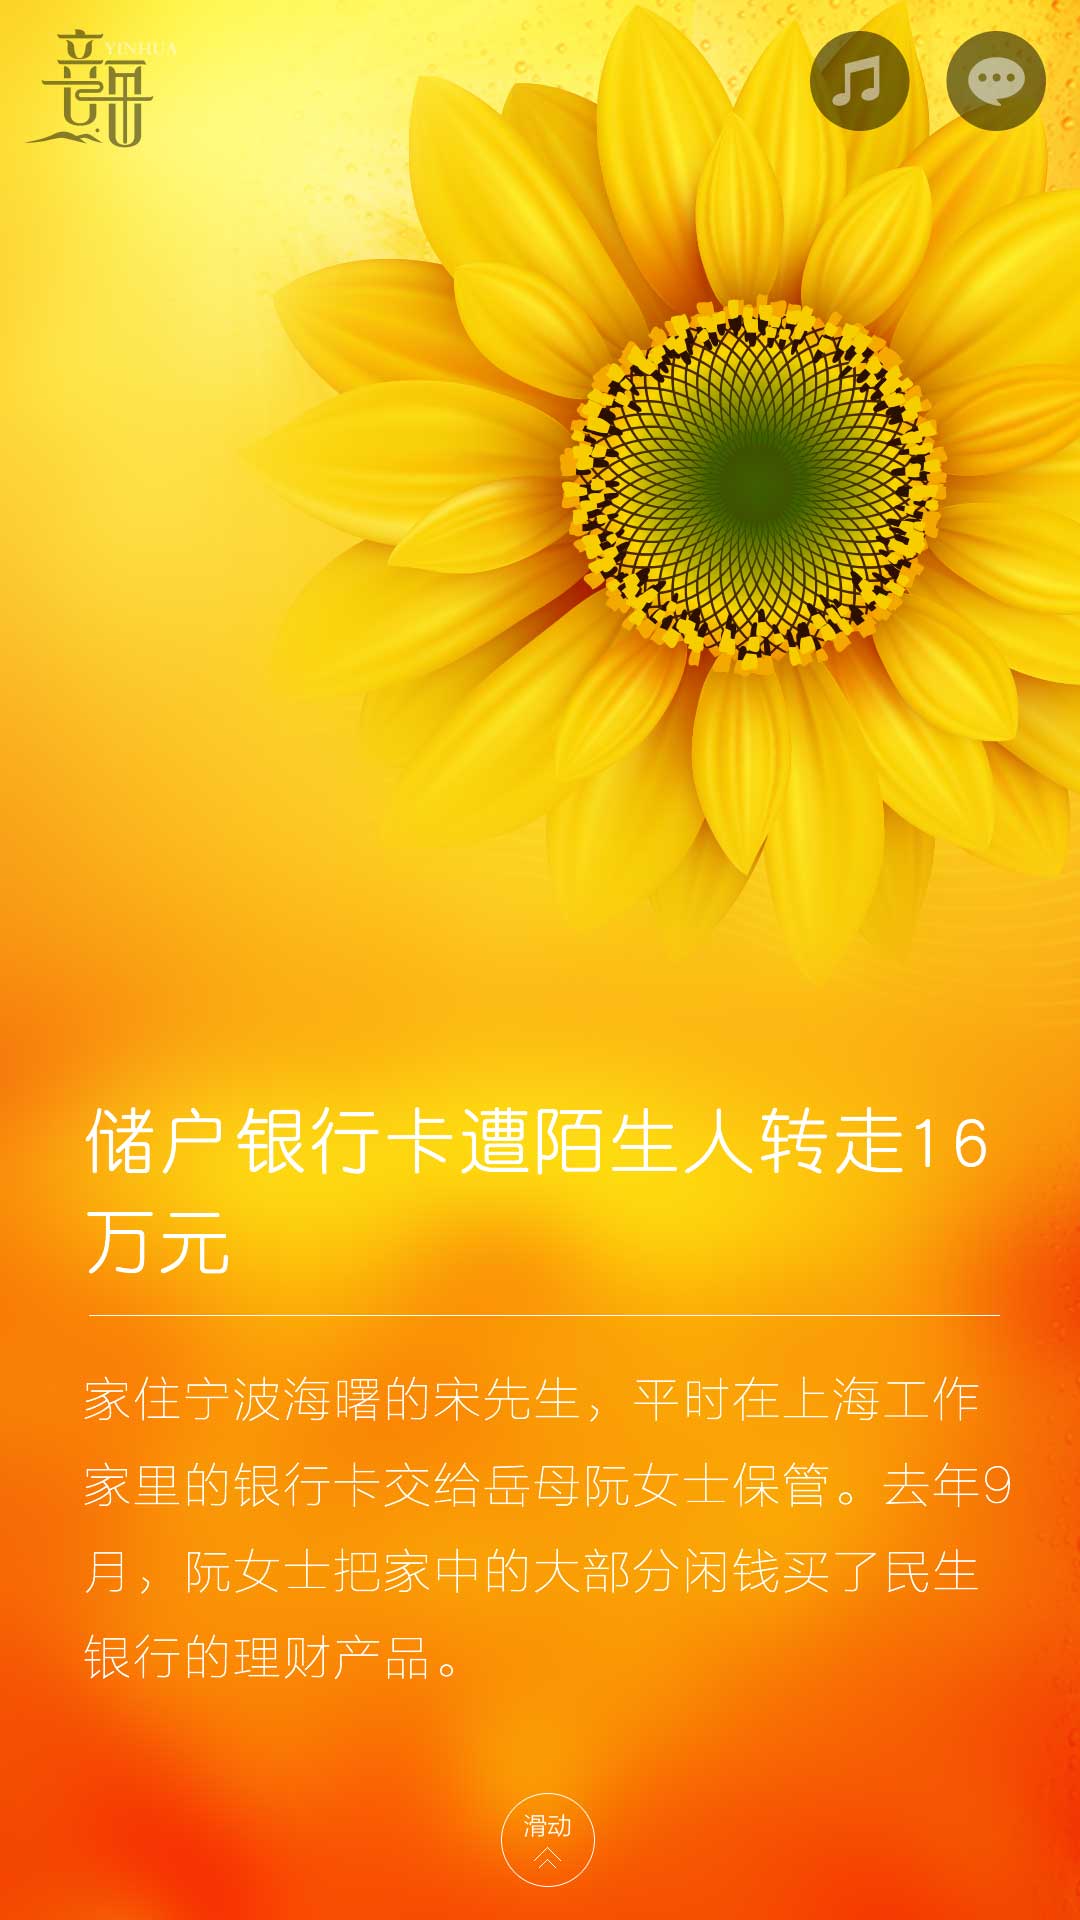 YINHUA
储户银行卡遭陌生人转走16
万元
家住宁波海曙的宋先生，平时在上海工作
家里的银行卡交给岳母阮女士保管。去年9
月，阮女士把家中的大部分闲钱买了民生
银行的理财产品。
滑动